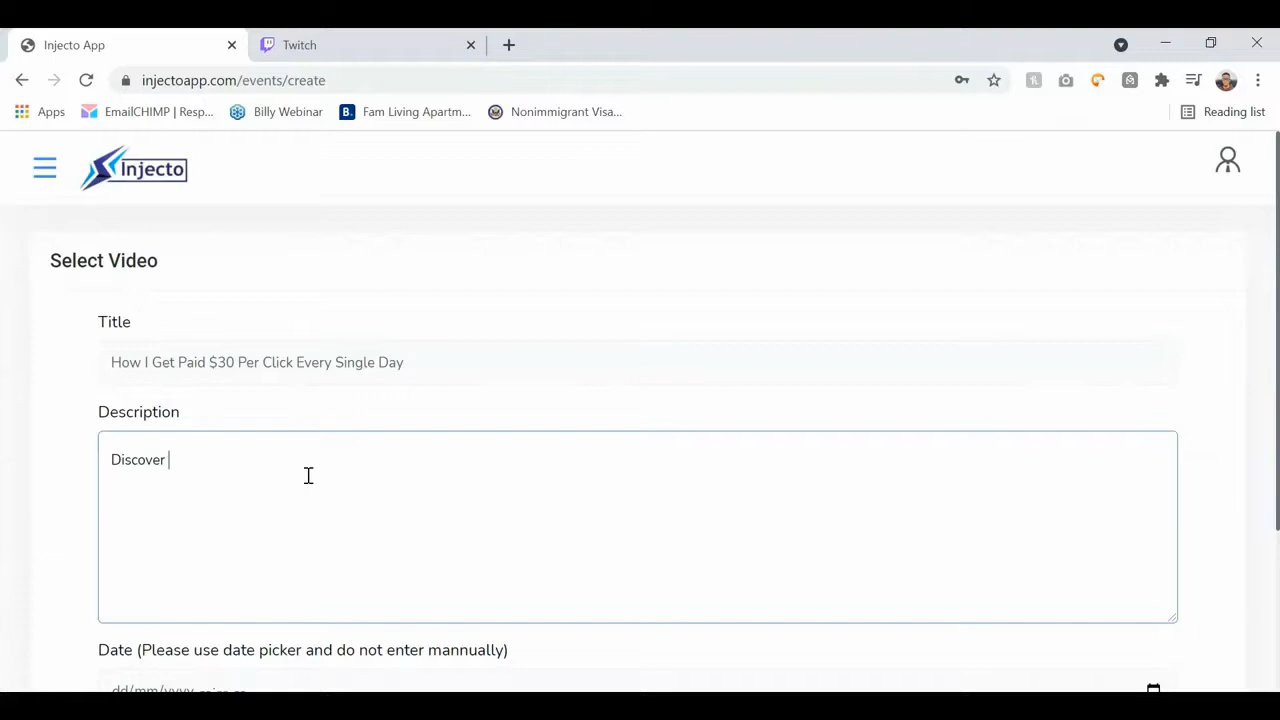 Injecto App
Twitch
injectoapp.com/events/create
Apps
EmailCHIMP | Resp...
Billy Webinar
B.
Fam Living Apartm...
Nonimmigrant Visa...
Reading list
Injecto
Select Video
Title
How I Get Paid $30 Per Click Every Single Day
Description
Discover
Date (Please use date picker and do not enter mannually)